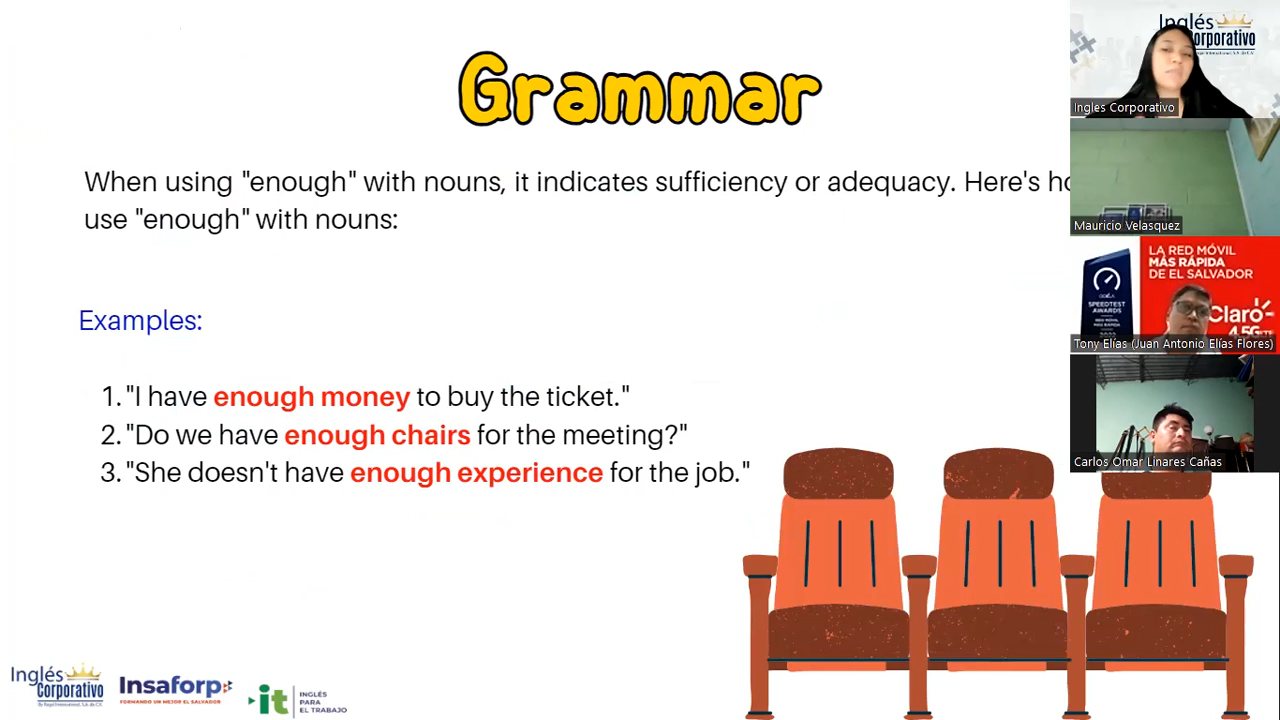 Grammar
When using "enough" with nouns, it indicates sufficiency or adequacy. Here's
use "enough" with nouns:
Examples:
1. "I have enough money to buy the ticket."
2. "Do we have enough chairs for the meeting?"
3. "She doesn't have enough experience for the job."
Inglés
Corporativo
Insaforp
FORMANDO UN MEJOR EL SALVADOR
it
INGLÉS
PARA
EL TRABAJO
Inglés
Corporativo
Ingles Corporativo
Mauricio Velasquez
LA RED MÓVIL
MÁS RÁPIDA
DE EL SALVADOR
SPEEDTEST
AWARDS
Claro
4.5G LTE
Tony Elías (Juan Antonio Elías Flores)
Carlos Omar Linares Cañas